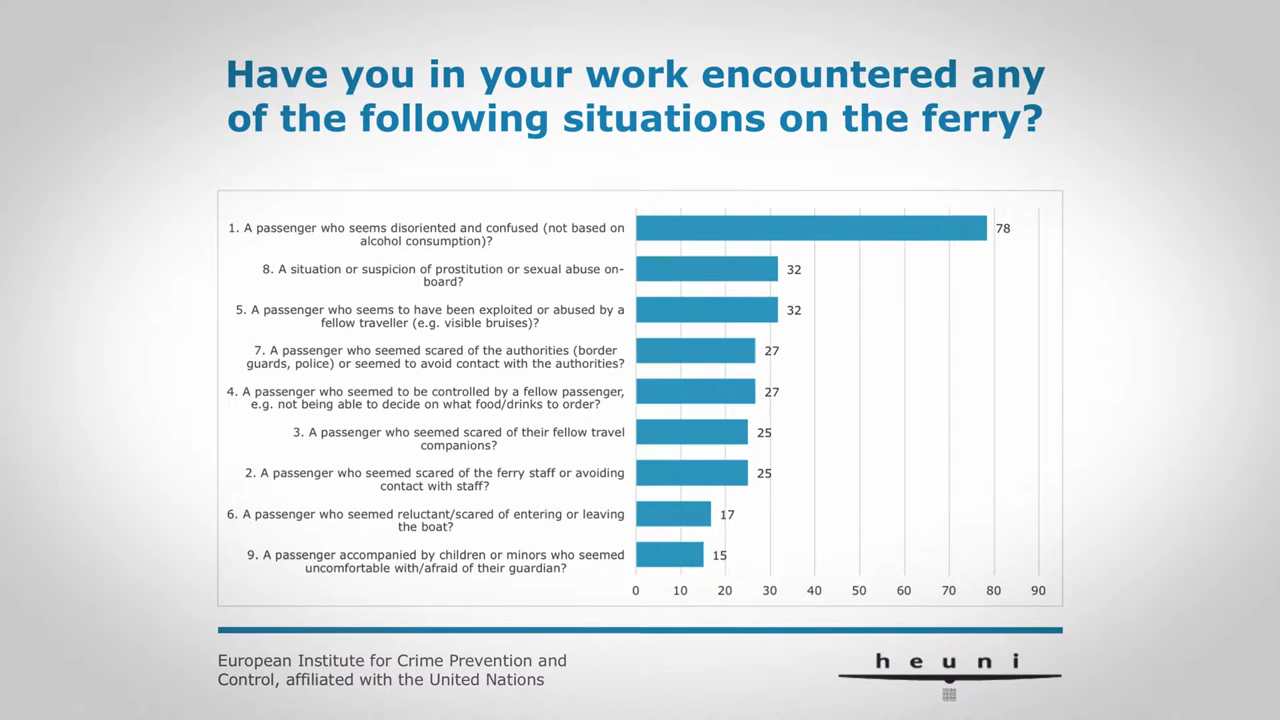 Have you in your work encountered any
of the following situations on the ferry?
1. A passenger who seems disoriented and confused (not based on
alcohol consumption)?
78
8. A situation or suspicion of prostitution or sexual abuse on-
board?
32
5. A passenger who seems to have been exploited or abused by a
fellow traveller (e.g. visible bruises)?
32
7. A passenger who seemed scared of the authorities (border
guards, police) or seemed to avoid contact with the authorities?
27
4. A passenger who seemed to be controlled by a fellow passenger,
e.g. not being able to decide on what food/drinks to order?
27
3. A passenger who seemed scared of their fellow travel
companions?
25
2. A passenger who seemed scared of the ferry staff or avoiding
contact with staff?
25
6. A passenger who seemed reluctant/scared of entering or leaving
the boat?
17
9. A passenger accompanied by children or minors who seemed
uncomfortable with/afraid of their guardian?
15
0 10 20 30 40 50 60 70 80 90
European Institute for Crime Prevention and
Control, affiliated with the United Nations
heuni